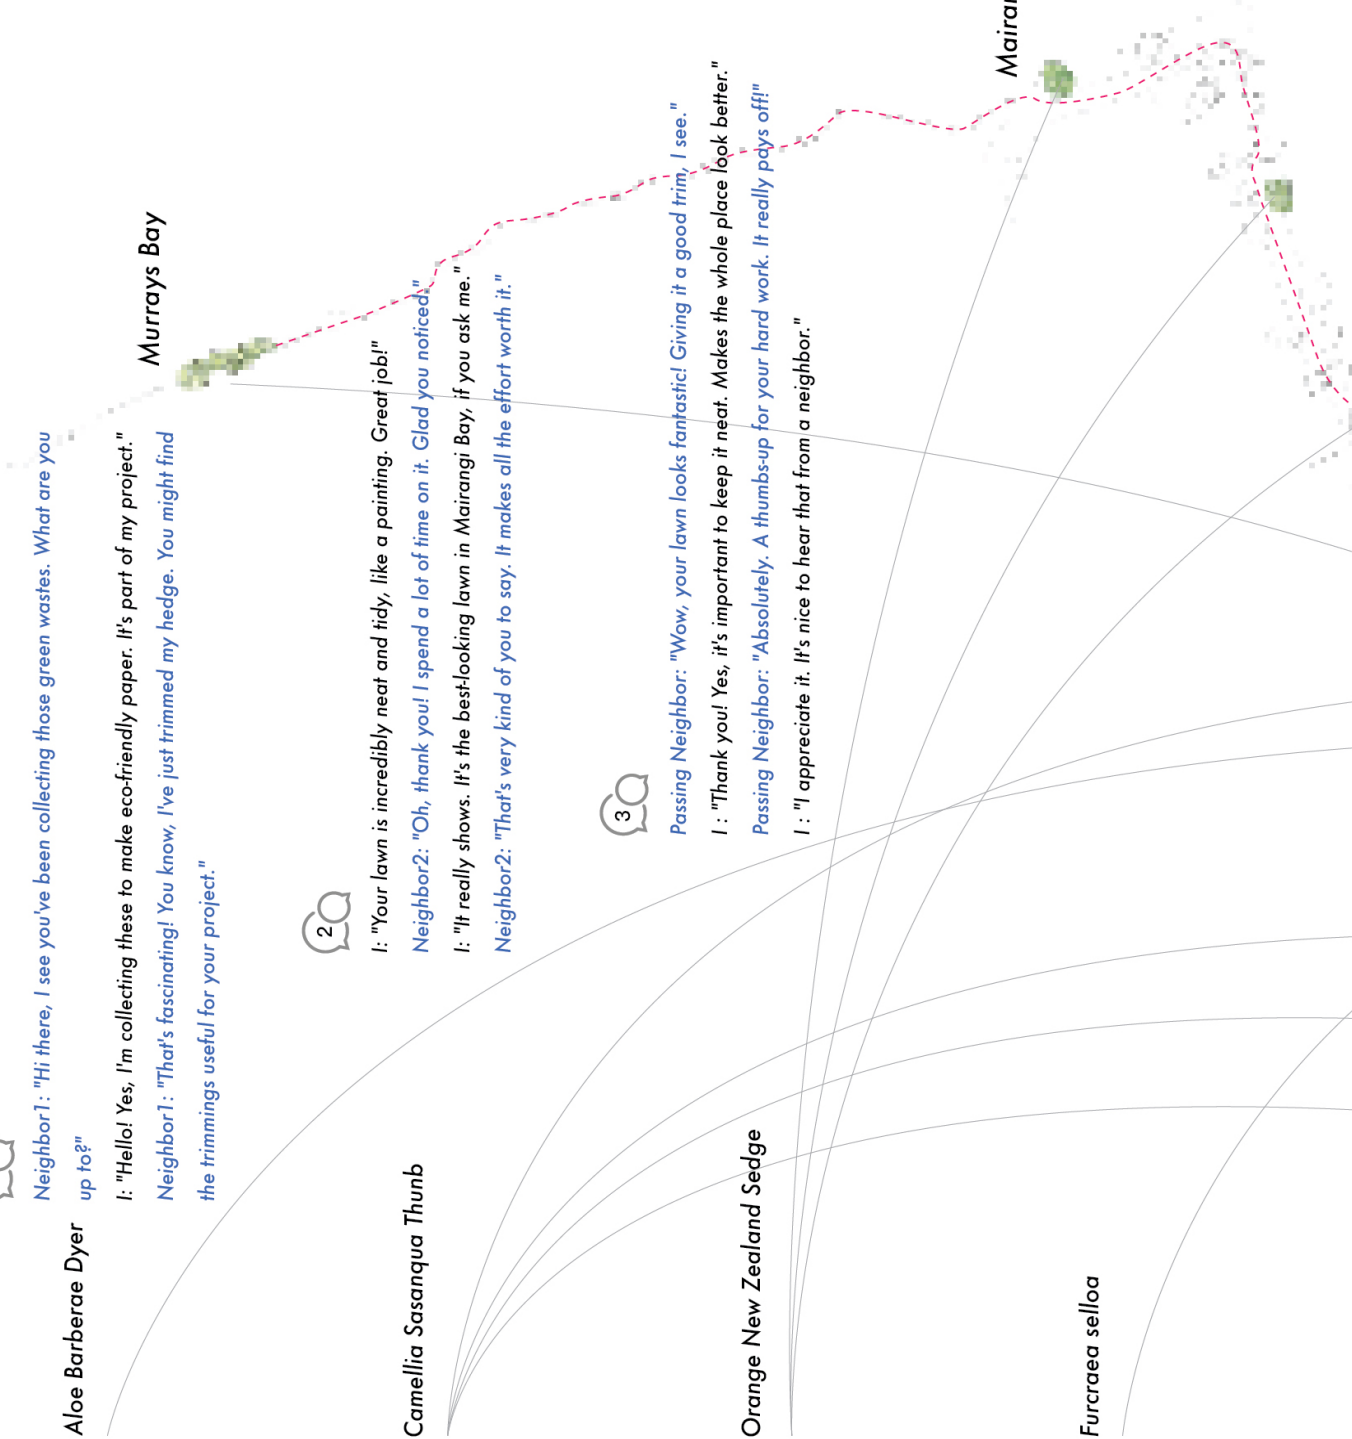 Murrays Bay
Neighbor1: "Hi there, I see you've been collecting those green wastes. What are you
up to?"
I: "Hello! Yes, I'm collecting these to make eco-friendly paper. It's part of my project."
Neighbor1: "That's fascinating! You know, I've just trimmed my hedge. You might find
the trimmings useful for your project."
2
I: "Your lawn is incredibly neat and tidy, like a painting. Great job!"
Neighbor2: "Oh, thank you! I spend a lot of time on it. Glad you noticed."
I: "It really shows. It's the best-looking lawn in Mairangi Bay, if you ask me."
Neighbor2: "That's very kind of you to say. It makes all the effort worth it."
3
Passing Neighbor: "Wow, your lawn looks fantastic! Giving it a good trim, I see."
I : "Thank you! Yes, it's important to keep it neat. Makes the whole place look better."
Passing Neighbor: "Absolutely. A thumbs-up for your hard work. It really pays off!"
I : "I appreciate it. It's nice to hear that from a neighbor."
Aloe Barberae Dyer
Camellia Sasanqua Thunb
Orange New Zealand Sedge
Furcraea selloa